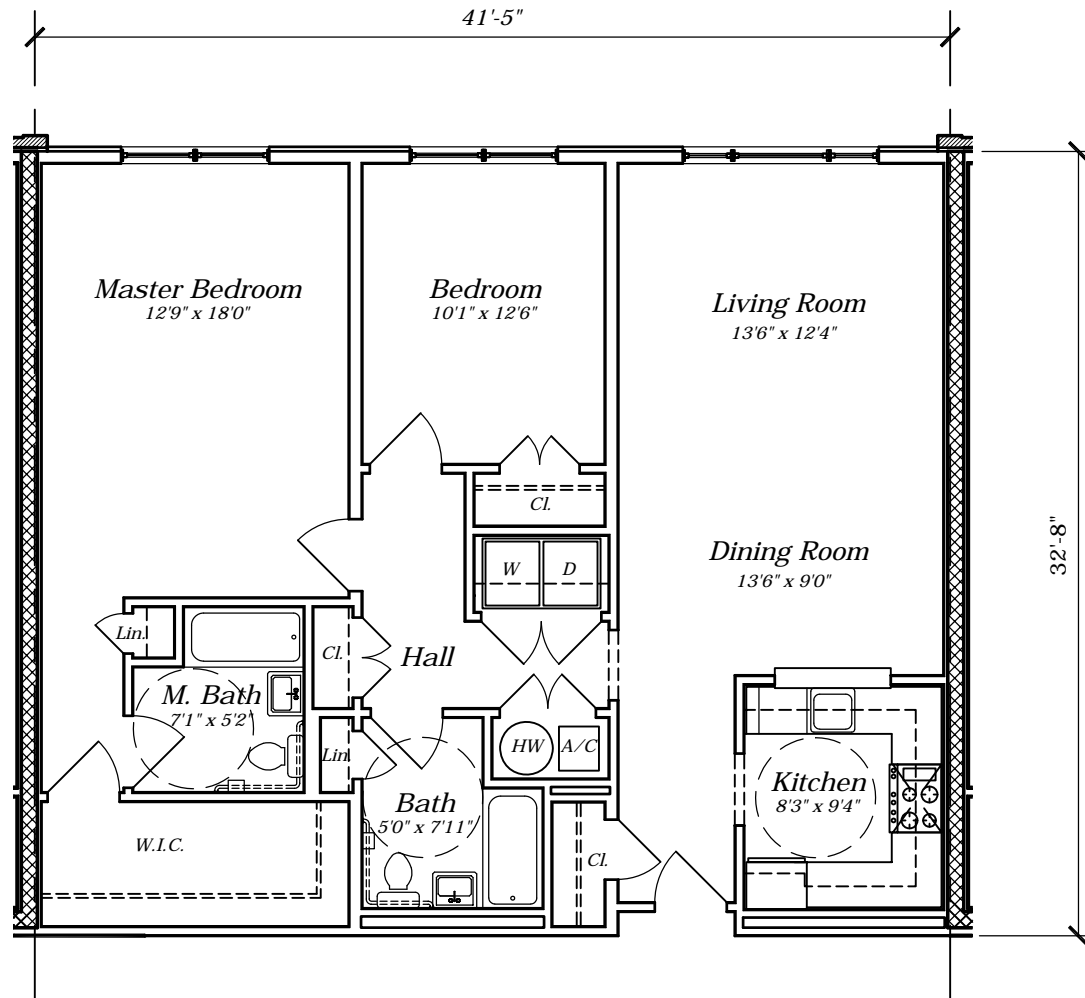 41'-5"
Master Bedroom
12'9" x 18'0"
Bedroom
10'1" x 12'6"
Living Room
13'6" x 12'4"
Cl.
32'-8"
Dining Room
13'6" x 9'0"
W
D
Lin.
Cl.
Hall
M. Bath
7'1" x 5'2"
Lin.
HW
A/C
Kitchen
8'3" x 9'4"
Bath
5'0" x 7'11"
W.I.C.
Cl.